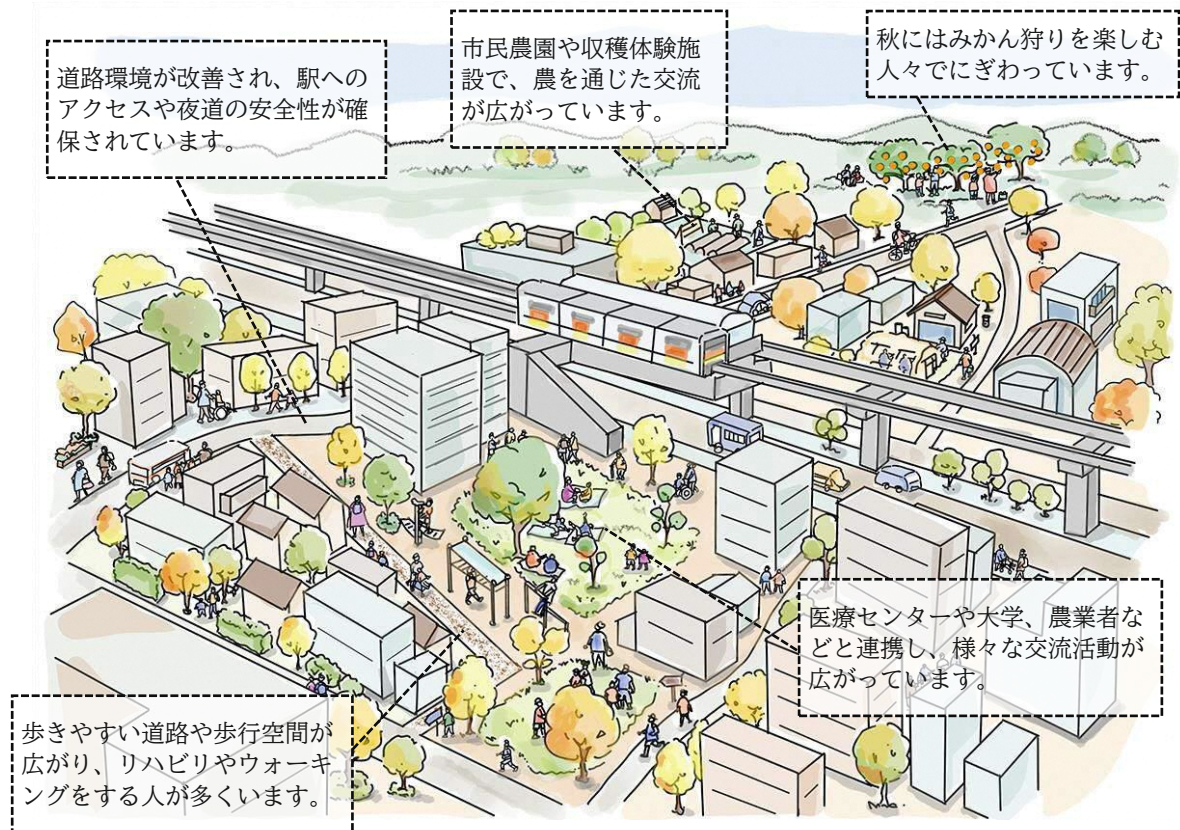 道路環境が改善され、駅への
アクセスや夜道の安全性が確
保されています。
市民農園や収穫体験施
設で、農を通じた交流
が広がっています。
秋にはみかん狩りを楽しむ
人々でにぎわっています。
医療センターや大学、農業者な
どと連携し、様々な交流活動が
広がっています。
歩きやすい道路や歩行空間が
広がり、リハビリやウォーキ
ングをする人が多くいます。